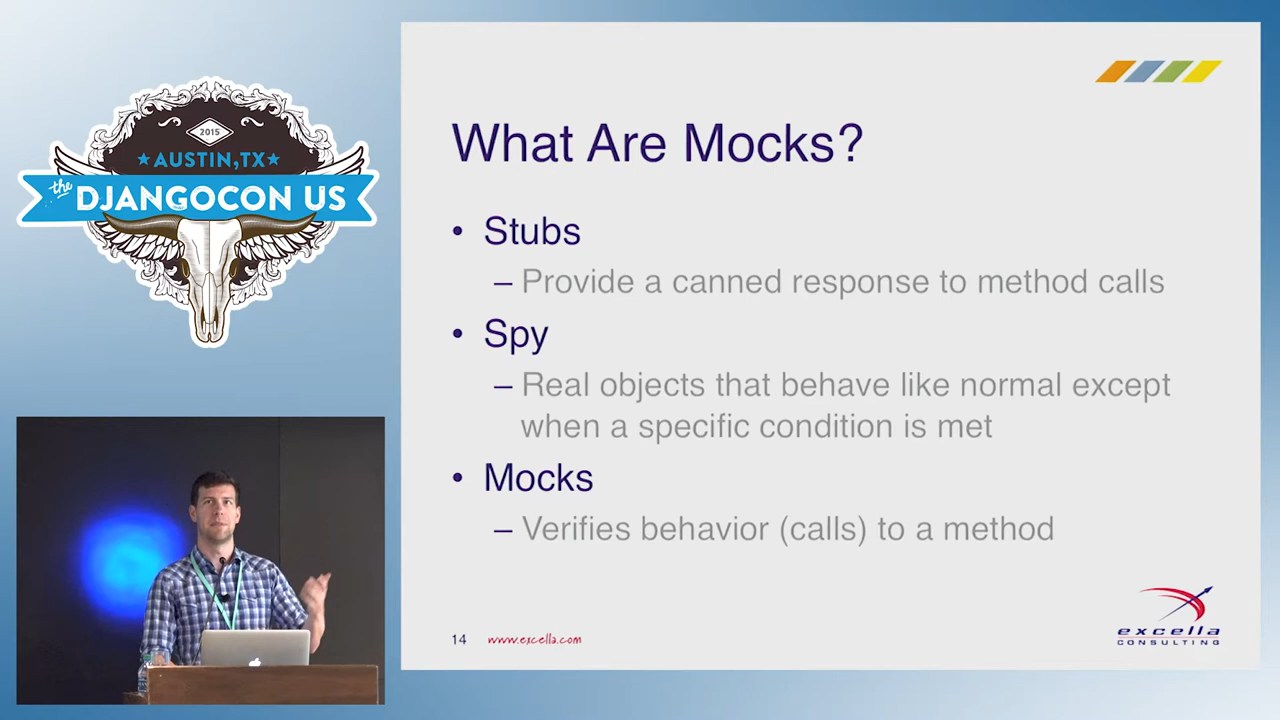 2015
AUSTIN, TX
the
DJANGOCON US
What Are Mocks?
• Stubs
– Provide a canned response to method calls
• Spy
– Real objects that behave like normal except
when a specific condition is met
• Mocks
– Verifies behavior (calls) to a method
14 www.excella.com
excella
CONSULTING